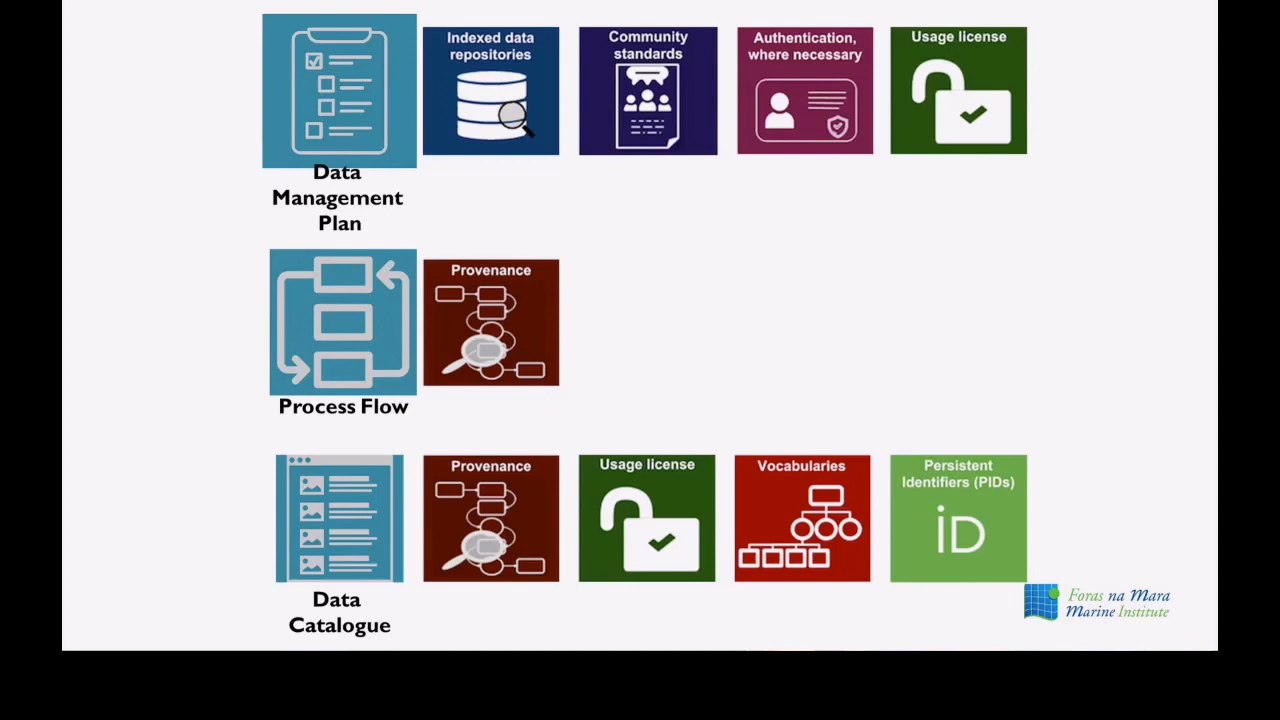 Indexed data
repositories
Community
standards
Authentication,
where necessary
Usage license
Data
Management
Plan
Provenance
Process Flow
Provenance
Usage license
Vocabularies
Persistent
Identifiers (PIDs)
iD
Data
Catalogue
Foras na Mara
Marine Institute